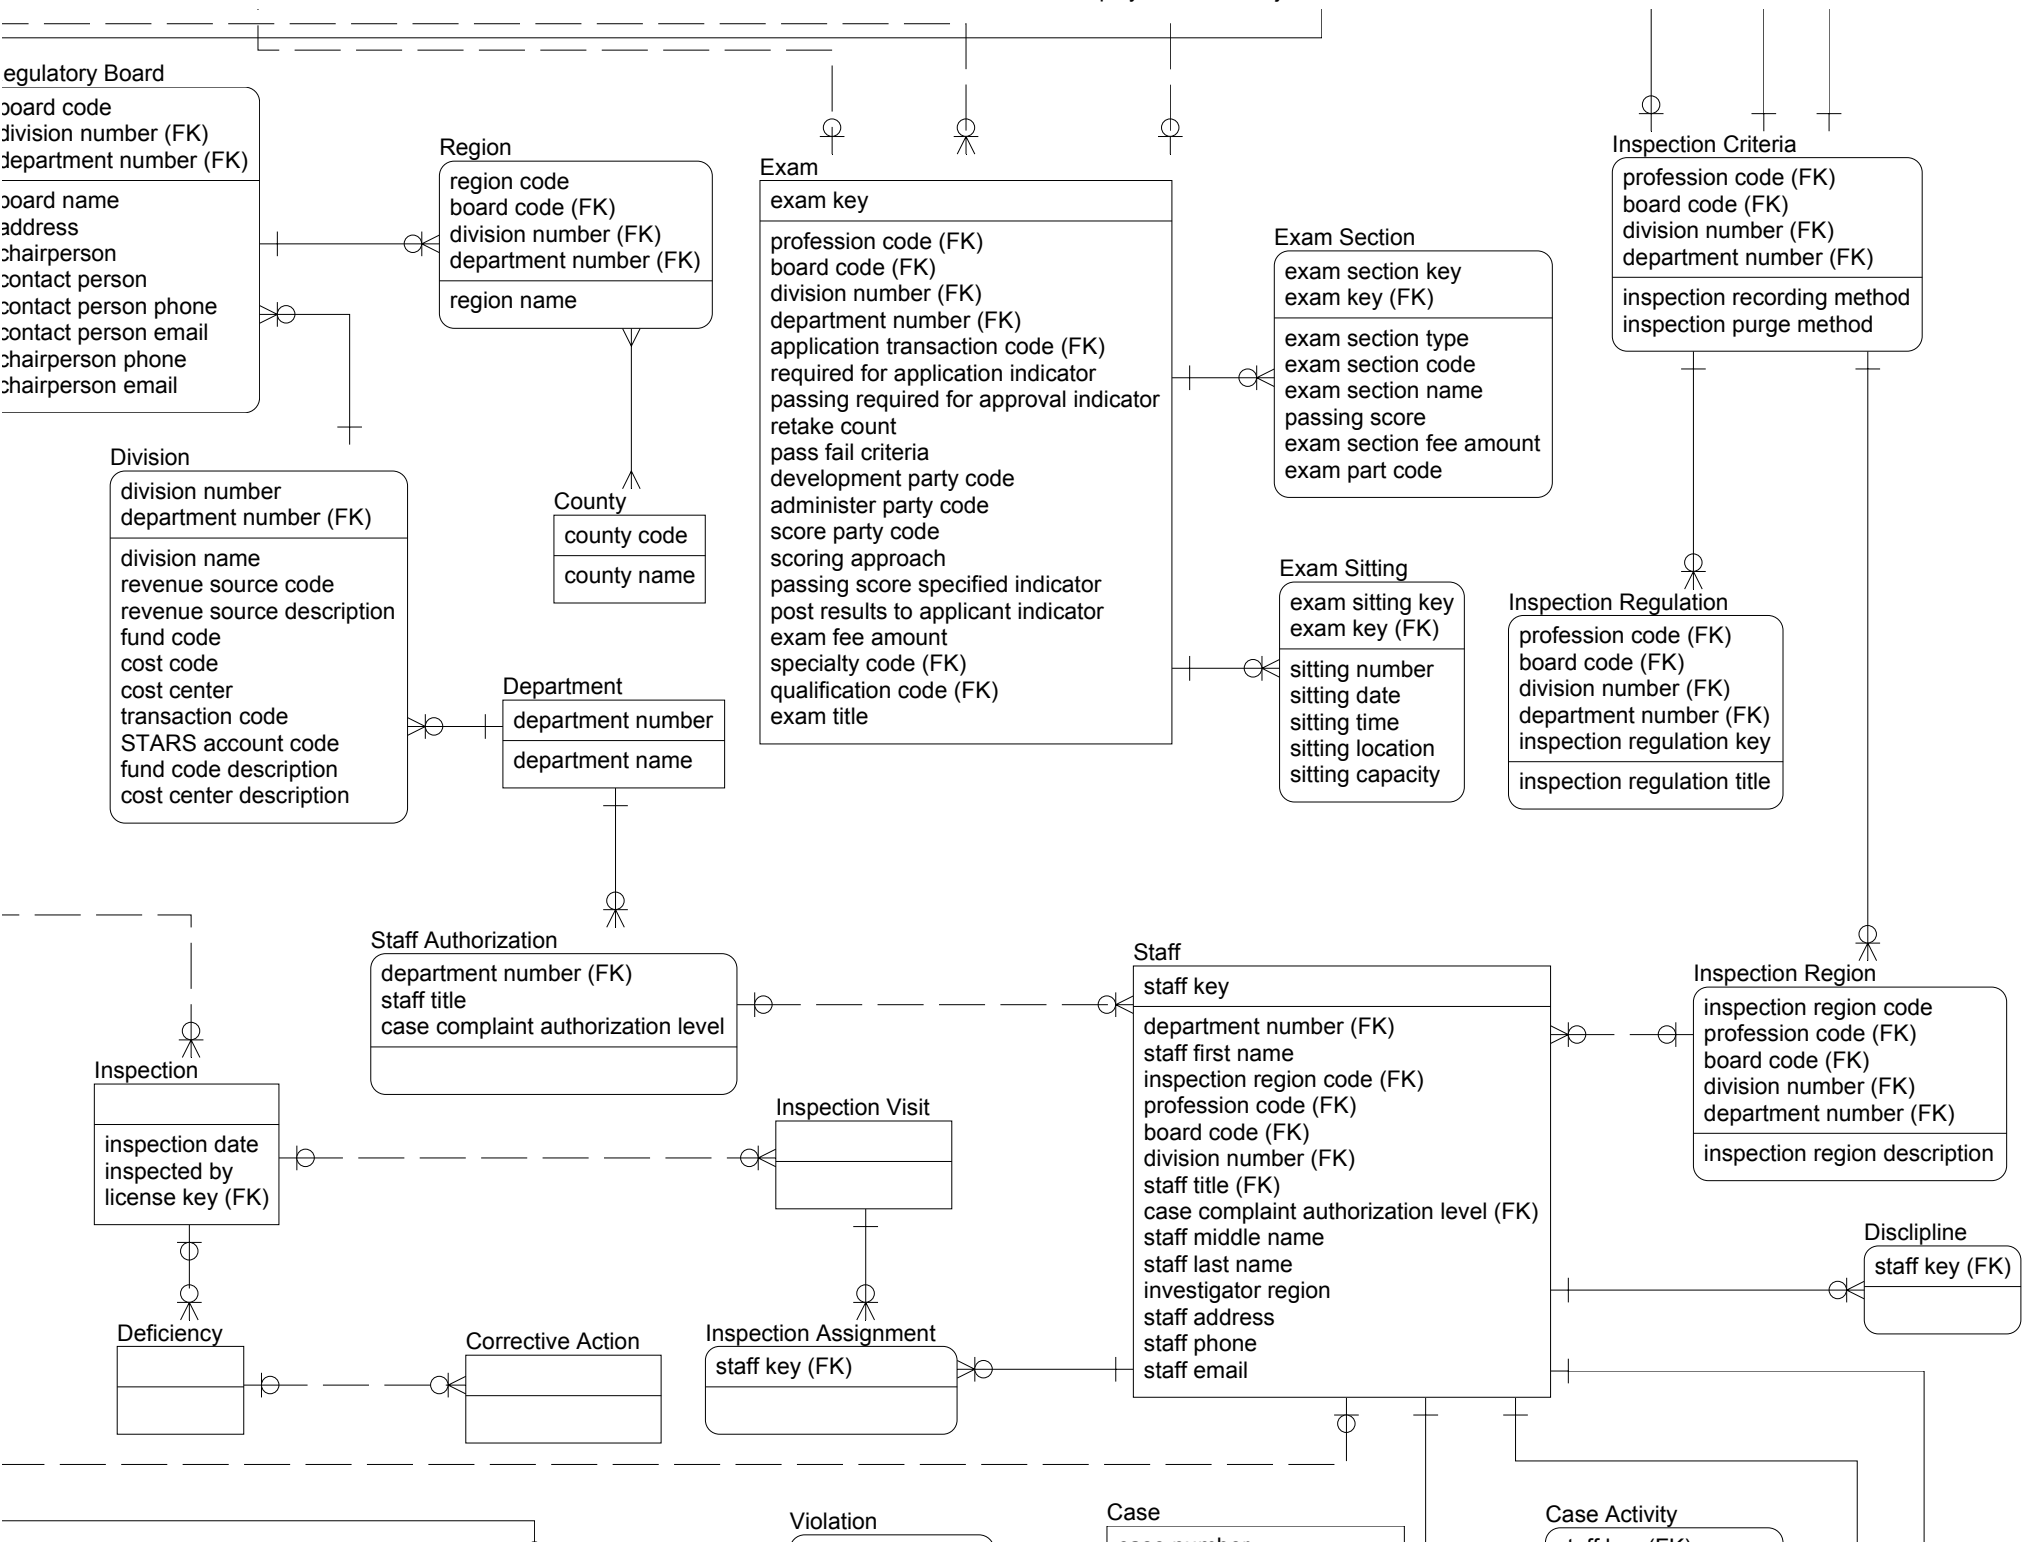 egulatory Board
board code
division number (FK)
department number (FK)
board name
address
chairperson
contact person
contact person phone
contact person email
chairperson phone
chairperson email
Region
region code
board code (FK)
division number (FK)
department number (FK)
region name
Exam
exam key
profession code (FK)
board code (FK)
division number (FK)
department number (FK)
application transaction code (FK)
required for application indicator
passing required for approval indicator
retake count
pass fail criteria
development party code
administer party code
score party code
scoring approach
passing score specified indicator
post results to applicant indicator
exam fee amount
specialty code (FK)
qualification code (FK)
exam title
Exam Section
exam section key
exam key (FK)
exam section type
exam section code
exam section name
passing score
exam section fee amount
exam part code
Inspection Criteria
profession code (FK)
board code (FK)
division number (FK)
department number (FK)
inspection recording method
inspection purge method
Division
division number
department number (FK)
division name
revenue source code
revenue source description
fund code
cost code
cost center
transaction code
STARS account code
fund code description
cost center description
County
county code
county name
Exam Sitting
exam sitting key
exam key (FK)
sitting number
sitting date
sitting time
sitting location
sitting capacity
Inspection Regulation
profession code (FK)
board code (FK)
division number (FK)
department number (FK)
inspection regulation key
inspection regulation title
Department
department number
department name
Staff Authorization
department number (FK)
staff title
case complaint authorization level
Staff
staff key
department number (FK)
staff first name
inspection region code (FK)
profession code (FK)
board code (FK)
division number (FK)
staff title (FK)
case complaint authorization level (FK)
staff middle name
staff last name
investigator region
staff address
staff phone
staff email
Inspection Region
inspection region code
profession code (FK)
board code (FK)
division number (FK)
department number (FK)
inspection region description
Inspection
inspection date
inspected by
license key (FK)
Inspection Visit
Disclipline
staff key (FK)
Deficiency
Corrective Action
Inspection Assignment
staff key (FK)
Violation
Case
case number
Case Activity
staff key (FK)